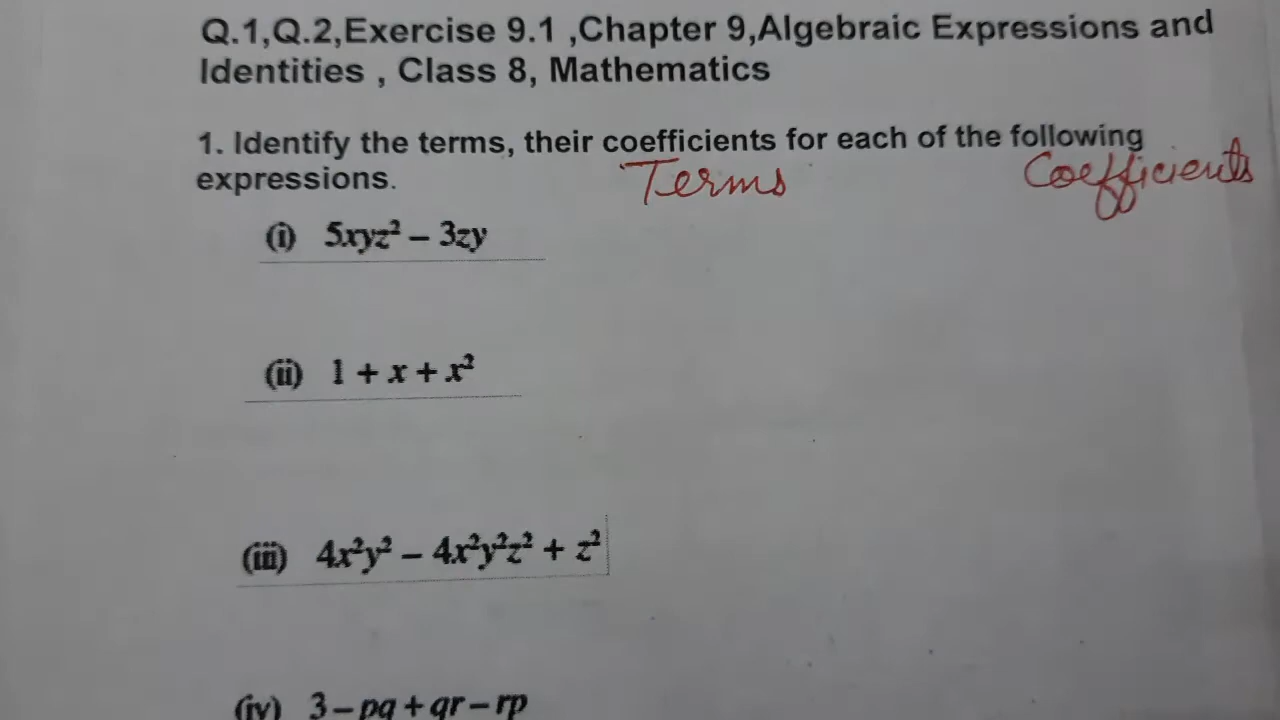 Q.1,Q.2,Exercise 9.1 ,Chapter 9,Algebraic Expressions and
Identities , Class 8, Mathematics
1. Identify the terms, their coefficients for each of the following
expressions.
Terms
Coefficients
(i) 5xyz² – 3zy
(ii) 1 + x + x²
(iii) 4x²y² – 4x²y²z² + z²
(iv) 3 – pq + qr – rp